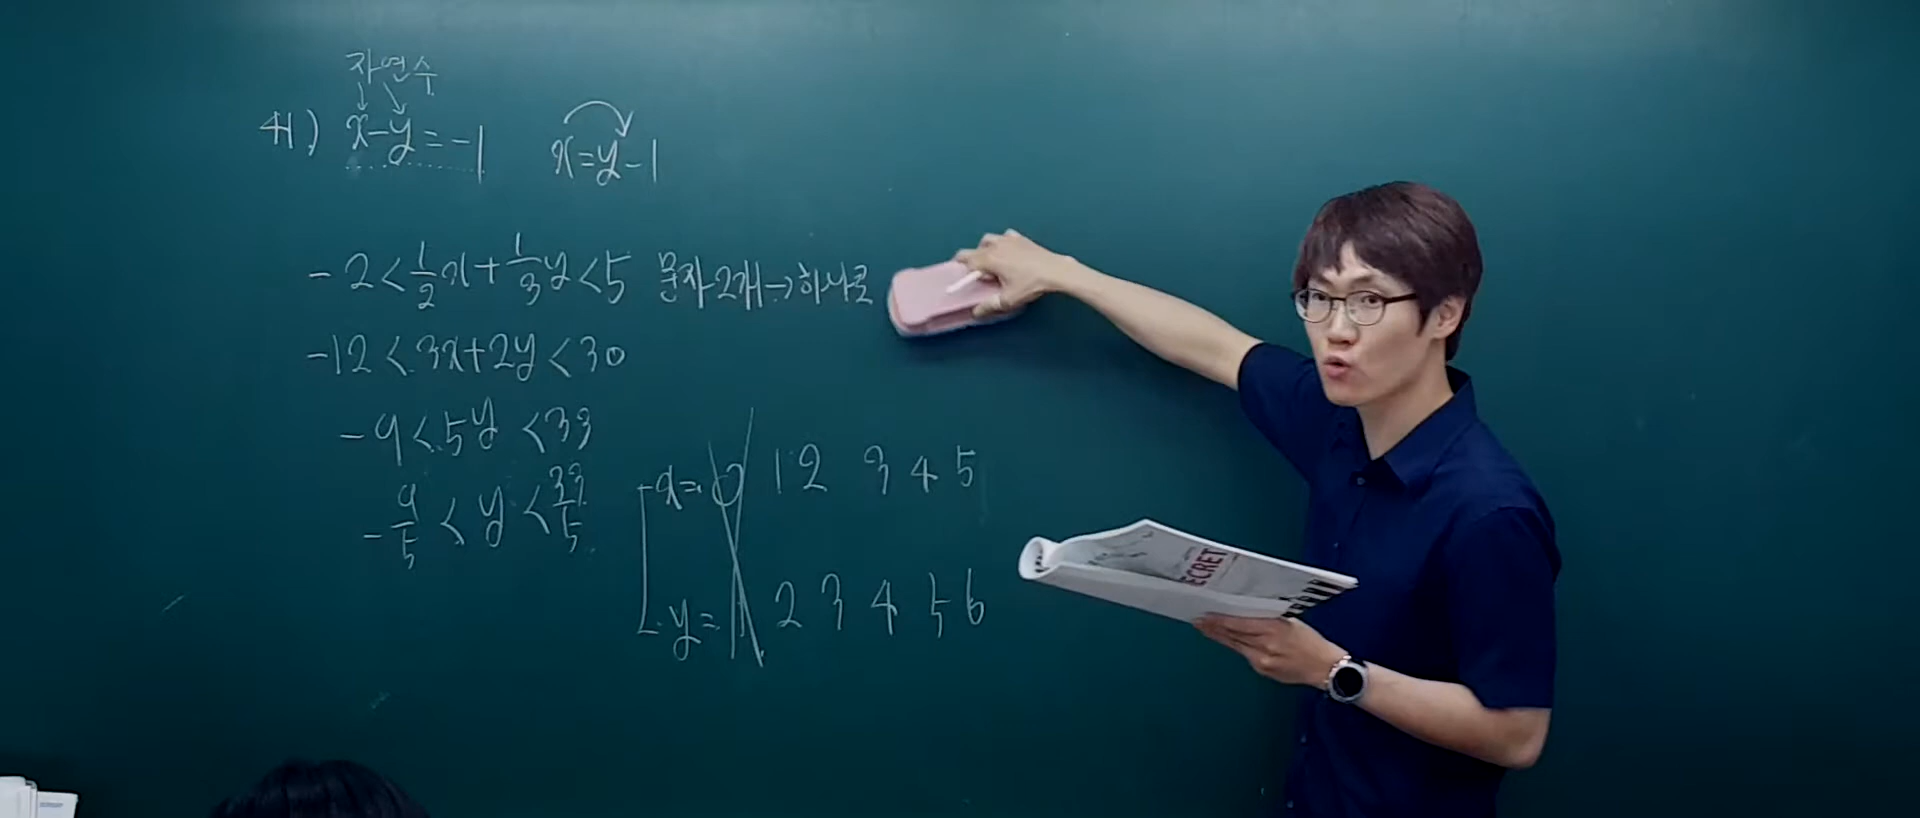 자연수
41) x-y=-1 x=y-1
-2<1/2x+1/3y<5 문자2개→하나로
-12<3x+2y<30
-9<5y<33
-9/5<y<33/5
x=0 1 2 3 4 5
y=1 2 3 4 5 6
ECRET